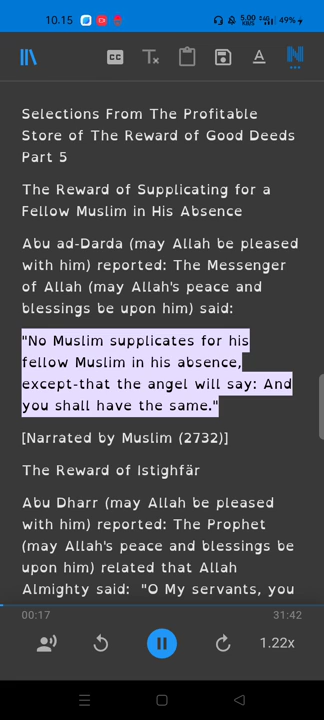 10.15
5.00
KB/S
49%
CC
Selections From The Profitable
Store of The Reward of Good Deeds
Part 5
The Reward of Supplicating for a
Fellow Muslim in His Absence
Abu ad-Darda (may Allah be pleased
with him) reported: The Messenger
of Allah (may Allah's peace and
blessings be upon him) said:
"No Muslim supplicates for his
fellow Muslim in his absence,
except-that the angel will say: And
you shall have the same."
[Narrated by Muslim (2732)]
The Reward of Istighfär
Abu Dharr (may Allah be pleased
with him) reported: The Prophet
(may Allah's peace and blessings be
upon him) related that Allah
Almighty said:  "O My servants, you
00:17
31:42
1.22x